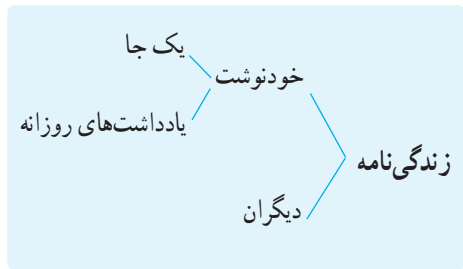 یک جا
خودنوشت
یادداشت‌های روزانه
زندگی‌نامه
دیگران